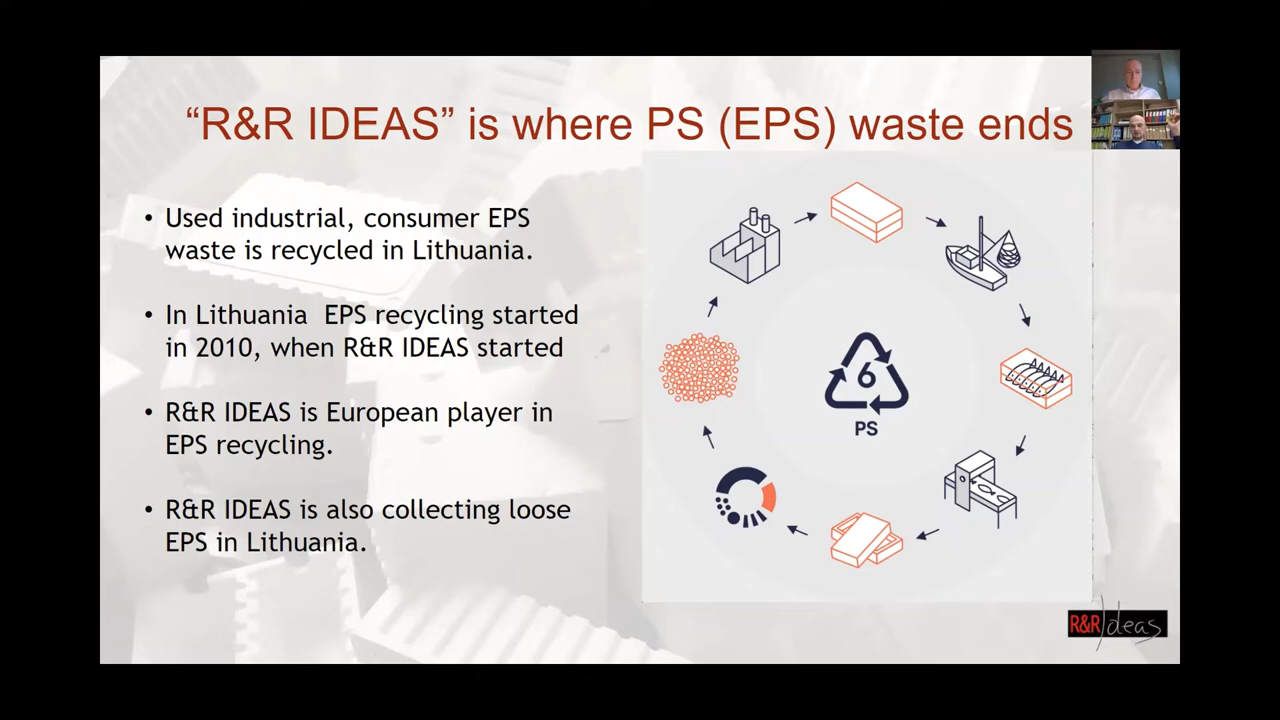 “R&R IDEAS” is where PS (EPS) waste ends
• Used industrial, consumer EPS
waste is recycled in Lithuania.
• In Lithuania  EPS recycling started
in 2010, when R&R IDEAS started
• R&R IDEAS is European player in
EPS recycling.
• R&R IDEAS is also collecting loose
EPS in Lithuania.
6
PS
R&R Ideas